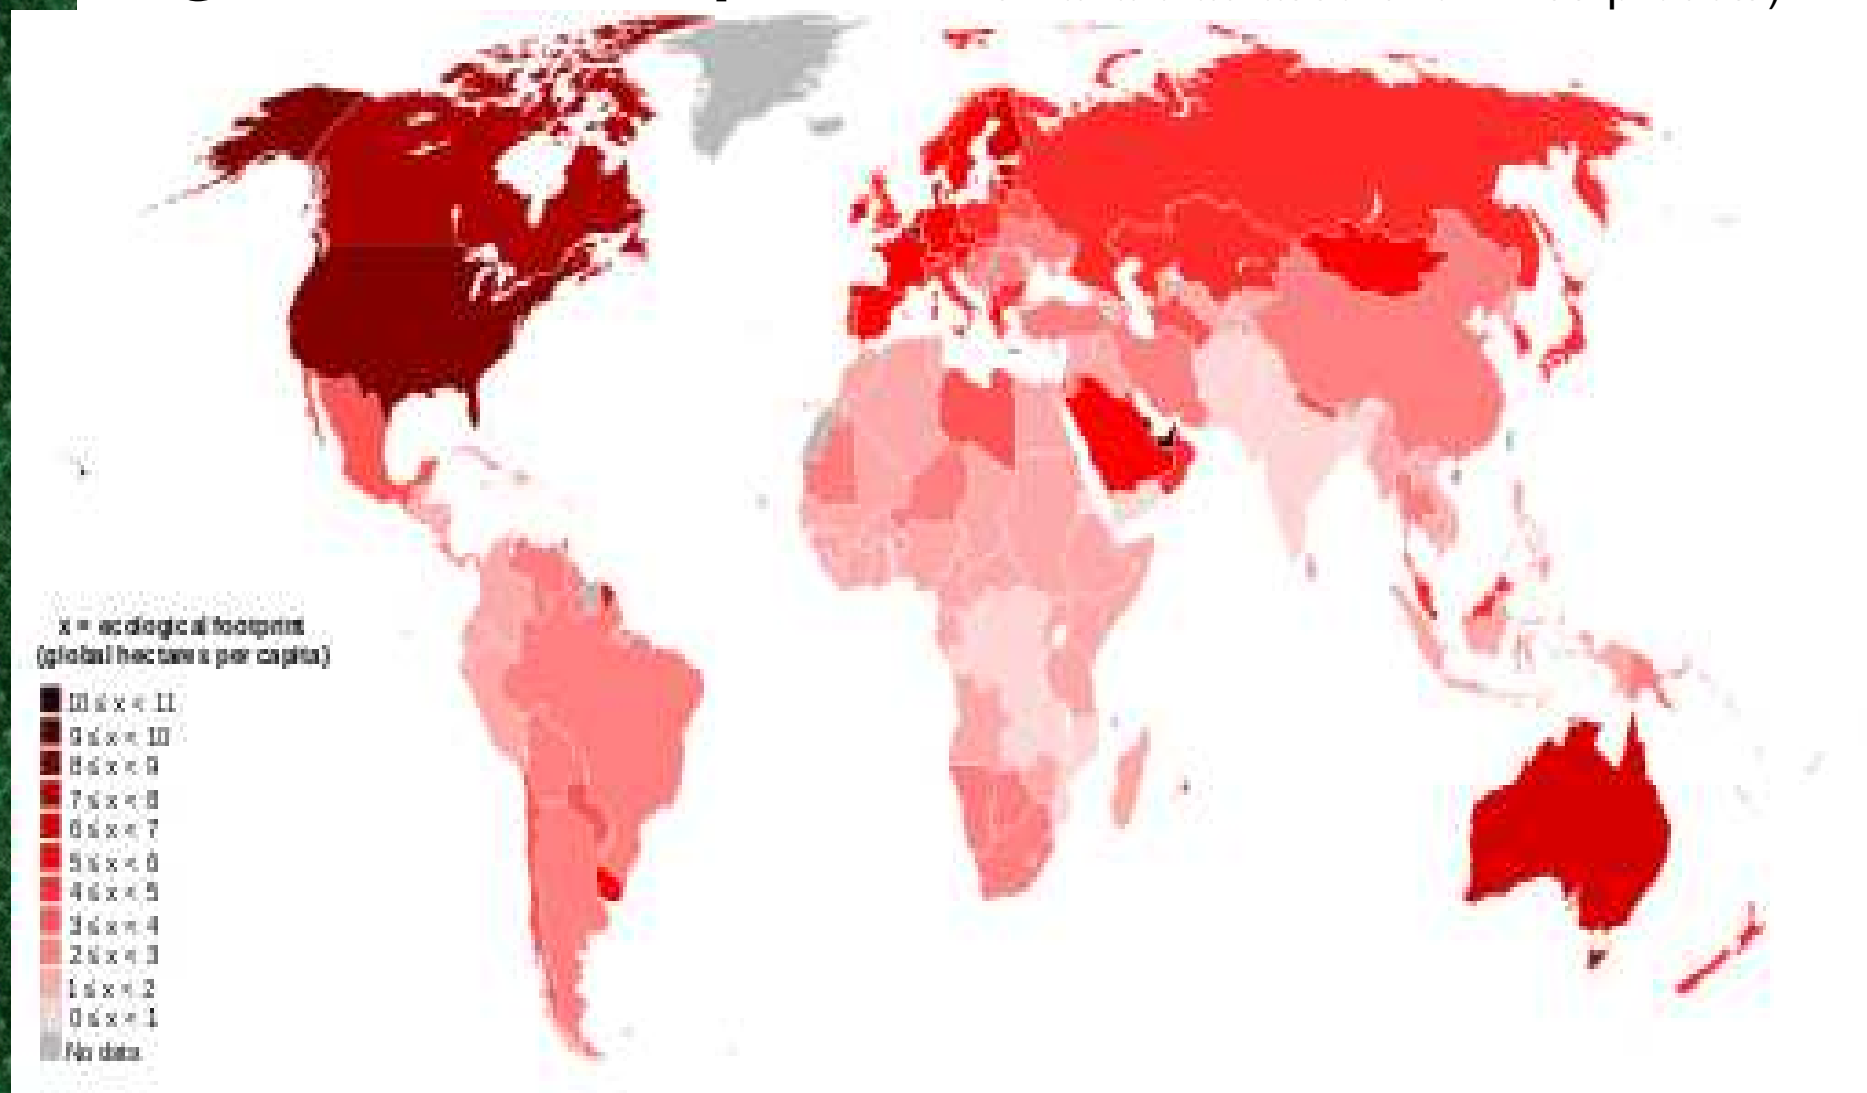 x = ecological footprint
(global hectares per capita)
10 ≤ x < 11
9 ≤ x < 10
8 ≤ x < 9
7 ≤ x < 8
6 ≤ x < 7
5 ≤ x < 6
4 ≤ x < 5
3 ≤ x < 4
2 ≤ x < 3
1 ≤ x < 2
0 ≤ x < 1
No data